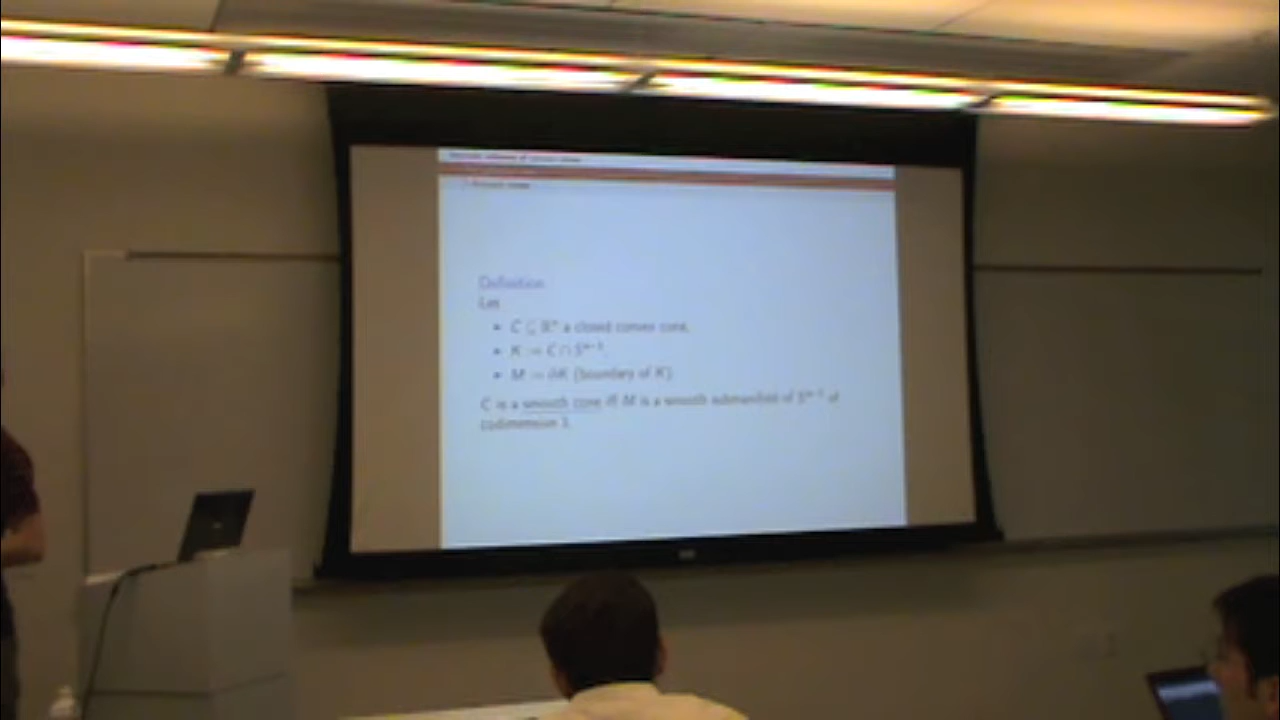 Definition
Let
• C ⊆ ℝⁿ a closed convex cone,
• K := C ∩ Sⁿ⁻¹,
• M := ∂K (boundary of K)
C is a smooth cone if M is a smooth submanifold of Sⁿ⁻¹ of
codimension 1.